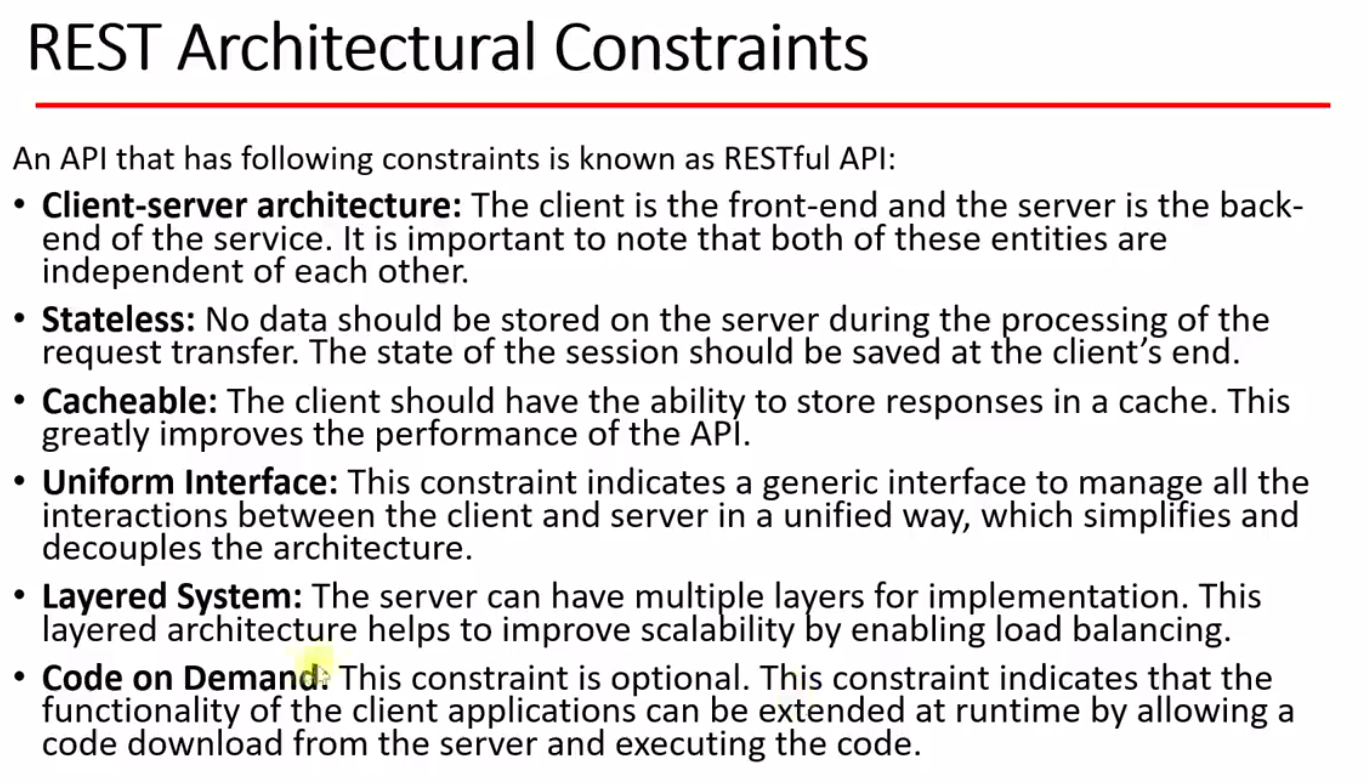 REST Architectural Constraints
An API that has following constraints is known as RESTful API:
• Client-server architecture: The client is the front-end and the server is the back-
end of the service. It is important to note that both of these entities are
independent of each other.
• Stateless: No data should be stored on the server during the processing of the
request transfer. The state of the session should be saved at the client’s end.
• Cacheable: The client should have the ability to store responses in a cache. This
greatly improves the performance of the API.
• Uniform Interface: This constraint indicates a generic interface to manage all the
interactions between the client and server in a unified way, which simplifies and
decouples the architecture.
• Layered System: The server can have multiple layers for implementation. This
layered architecture helps to improve scalability by enabling load balancing.
• Code on Demand: This constraint is optional. This constraint indicates that the
functionality of the client applications can be extended at runtime by allowing a
code download from the server and executing the code.